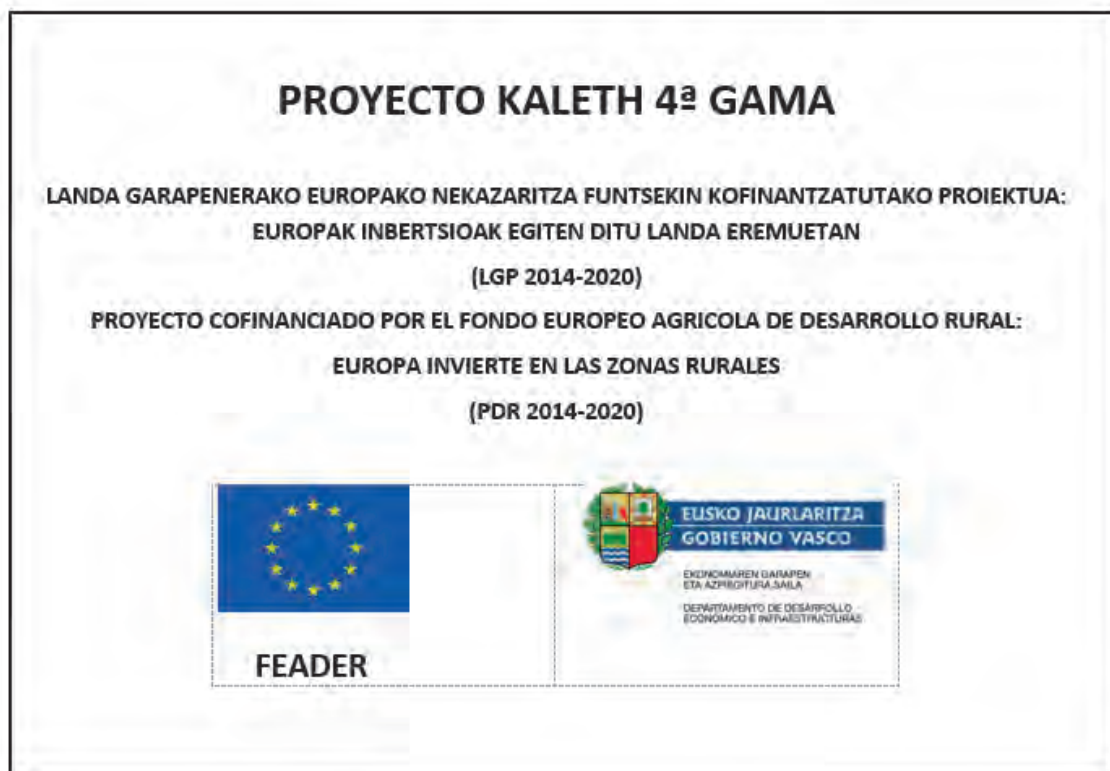 PROYECTO KALETH 4ª GAMA
LANDA GARAPENERAKO EUROPAKO NEKAZARITZA FUNTSEKIN KOFINANTZATUTAKO PROIEKTUA:
EUROPAK INBERTSIOAK EGITEN DITU LANDA EREMUETAN
(LGP 2014-2020)
PROYECTO COFINANCIADO POR EL FONDO EUROPEO AGRICOLA DE DESARROLLO RURAL:
EUROPA INVIERTE EN LAS ZONAS RURALES
(PDR 2014-2020)
FEADER
EUSKO JAURLARITZA
GOBIERNO VASCO
EKONOMIAREN GARAPEN
ETA AZPIEGITURA SAILA
DEPARTAMENTO DE DESARROLLO
ECONÓMICO E INFRAESTRUCTURAS